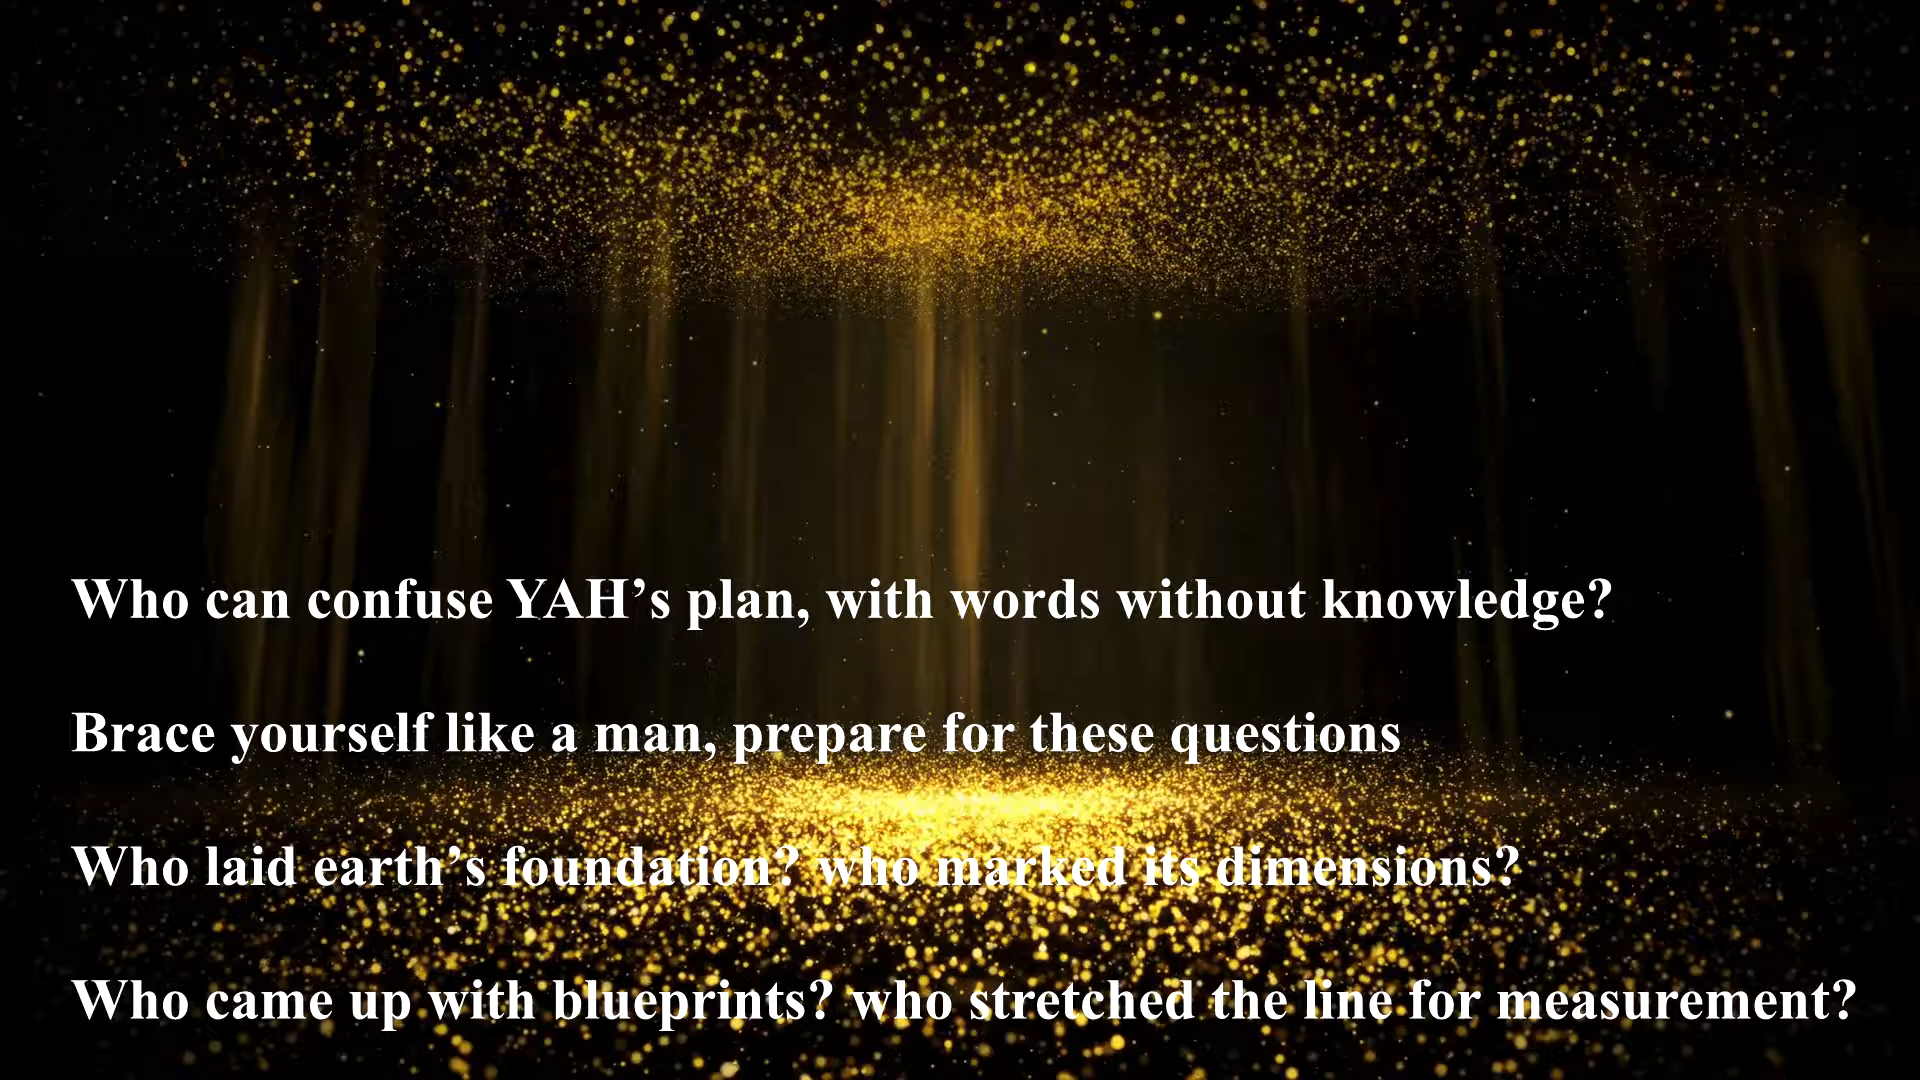 Who can confuse YAH’s plan, with words without knowledge?
Brace yourself like a man, prepare for these questions
Who laid earth’s foundation? who marked its dimensions?
Who came up with blueprints? who stretched the line for measurement?